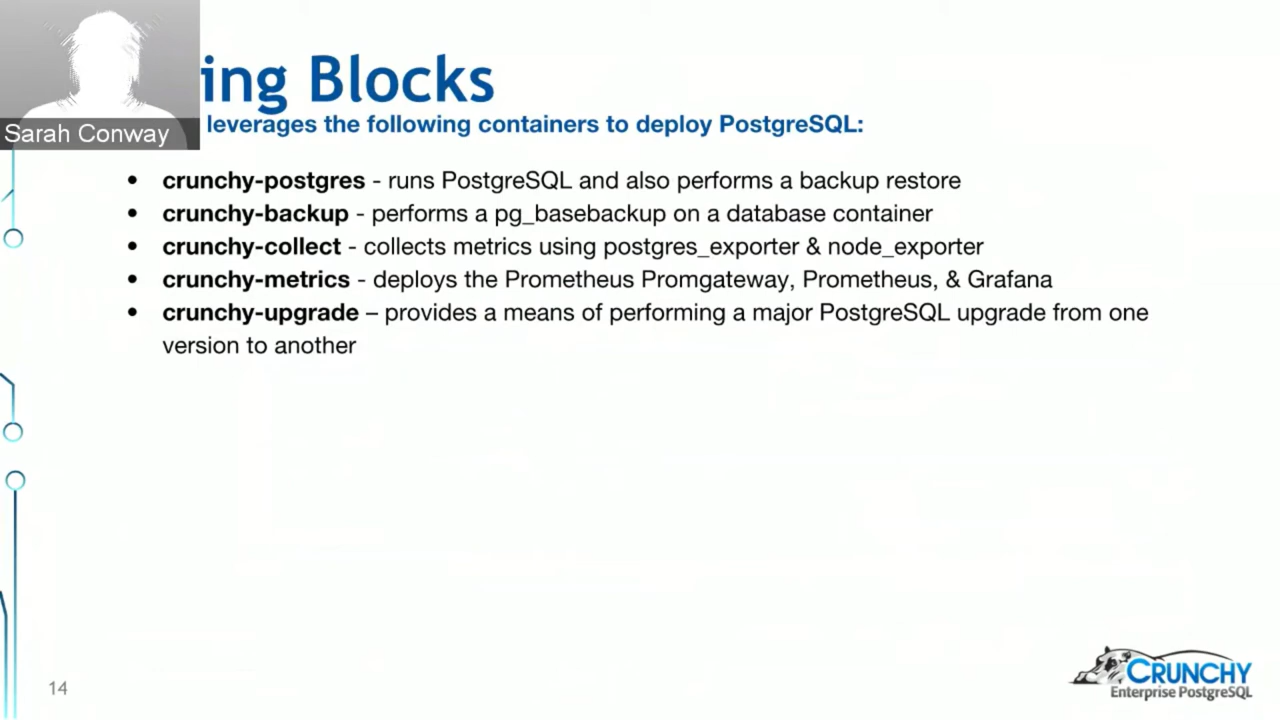 ing Blocks
Sarah Conway
leverages the following containers to deploy PostgreSQL:
• crunchy-postgres - runs PostgreSQL and also performs a backup restore
• crunchy-backup - performs a pg_basebackup on a database container
• crunchy-collect - collects metrics using postgres_exporter & node_exporter
• crunchy-metrics - deploys the Prometheus Promgateway, Prometheus, & Grafana
• crunchy-upgrade – provides a means of performing a major PostgreSQL upgrade from one
version to another
14
CRUNCHY
Enterprise PostgreSQL